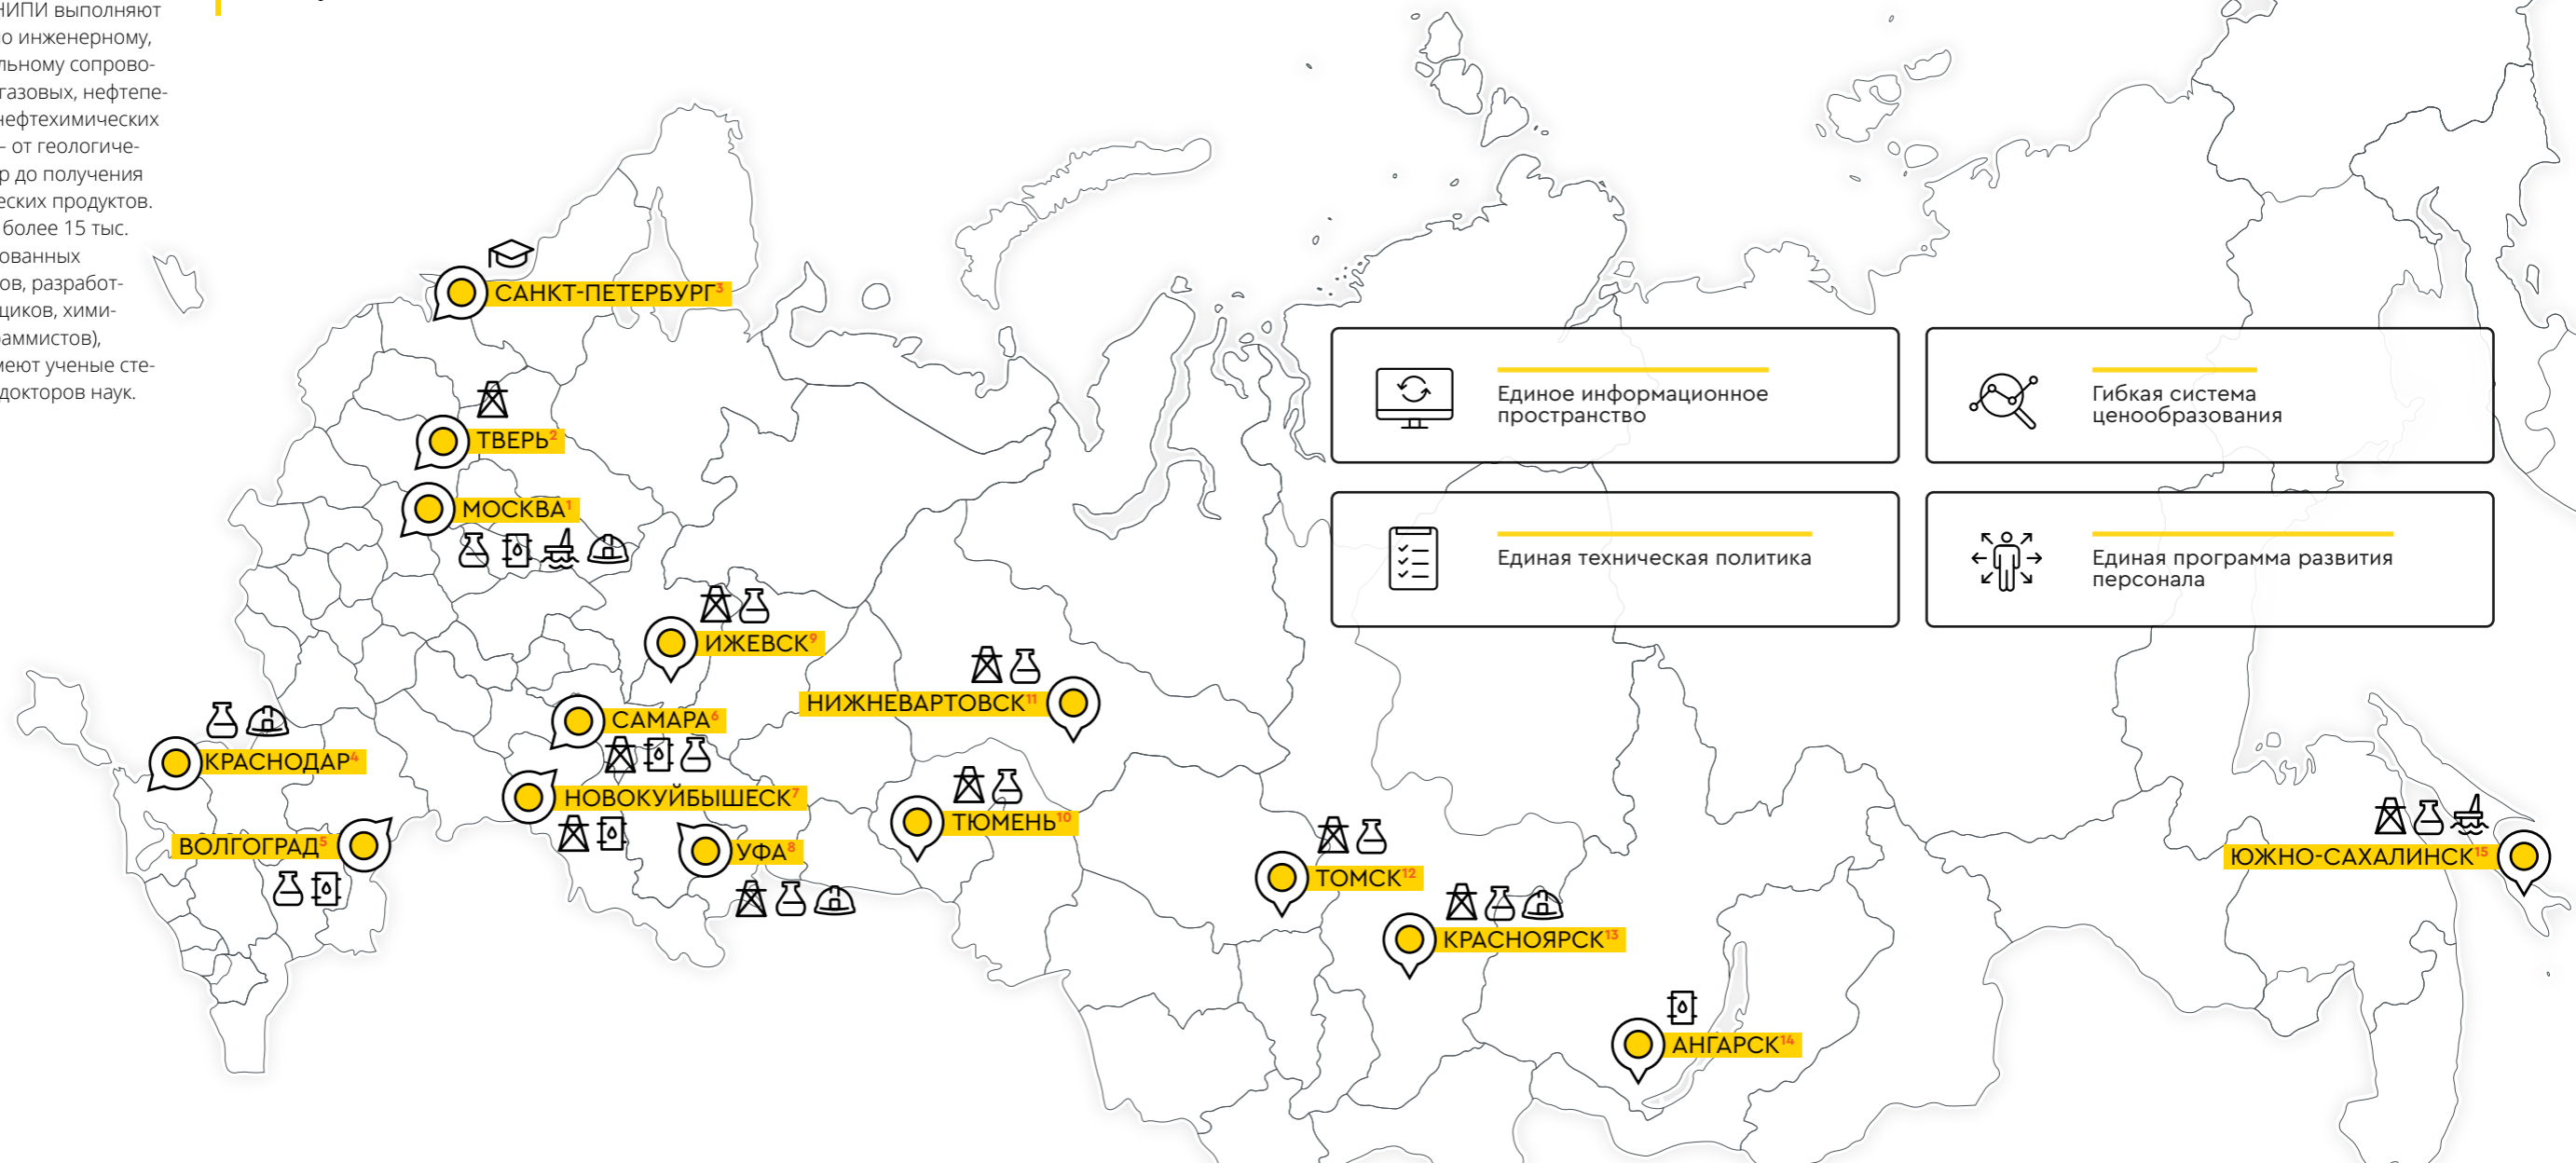 НИПИ выполняют
о инженерному,
льному сопрово-
газовых, нефтепе-
нефтехимических
– от геологиче-
р до получения
еских продуктов.
более 15 тыс.
ованных
ов, разработ-
циков, хими-
раммистов),
меют ученые сте-
докторов наук.
САНКТ-ПЕТЕРБУРГ3
ТВЕРЬ2
МОСКВА1
ИЖЕВСК9
НИЖНЕВАРТОВСК11
САМАРА6
КРАСНОДАР4
НОВОКУЙБЫШЕСК7
ВОЛГОГРАД5
УФА8
ТЮМЕНЬ10
ТОМСК12
КРАСНОЯРСК13
АНГАРСК14
ЮЖНО-САХАЛИНСК15
Единое информационное
пространство
Гибкая система
ценообразования
Единая техническая политика
Единая программа развития
персонала